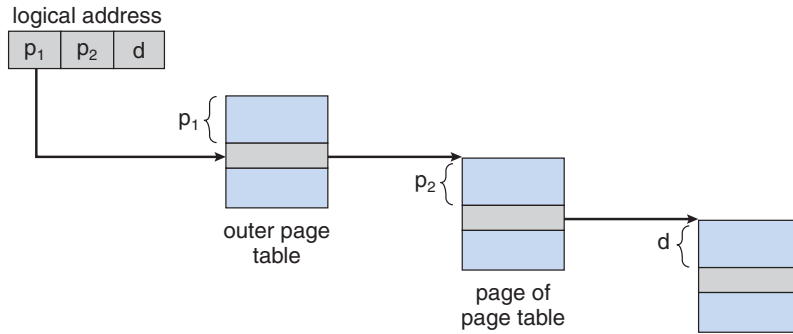 logical address
p1 p2 d
p1
outer page
table
p2
page of
page table
d